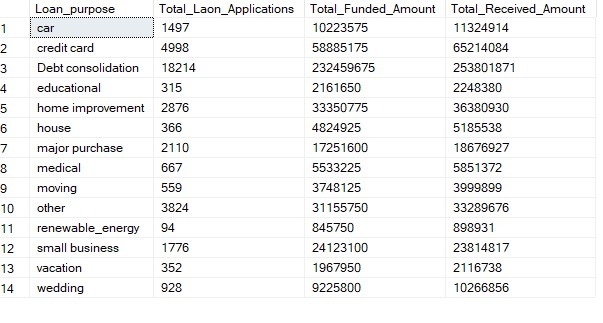 Loan_purpose Total_Laon_Applications Total_Funded_Amount Total_Received_Amount
1 car 1497 10223575 11324914
2 credit card 4998 58885175 65214084
3 Debt consolidation 18214 232459675 253801871
4 educational 315 2161650 2248380
5 home improvement 2876 33350775 36380930
6 house 366 4824925 5185538
7 major purchase 2110 17251600 18676927
8 medical 667 5533225 5851372
9 moving 559 3748125 3999899
10 other 3824 31155750 33289676
11 renewable_energy 94 845750 898931
12 small business 1776 24123100 23814817
13 vacation 352 1967950 2116738
14 wedding 928 9225800 10266856